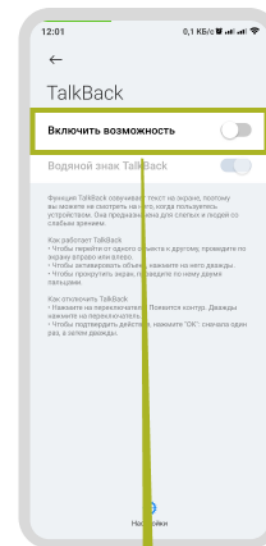 12:01 0,1 КБ/с
TalkBack
Включить возможность
Водяной знак TalkBack
Функция TalkBack озвучивает текст на экране, поэтому
вы можете не смотреть на него, когда пользуетесь
устройством. Она предназначена для слепых и людей со
слабым зрением.
Как работает TalkBack
• Чтобы перейти от одного объекта к другому, проведите по
экрану вправо или влево.
• Чтобы активировать объект, нажмите на него дважды.
• Чтобы прокрутить экран, проводите по нему двумя
пальцами.
Как отключить TalkBack
• Нажмите на переключатель. Появится контур. Дважды
нажмите на переключатель.
• Чтобы подтвердить действие, нажмите "ОК": сначала один
раз, а затем дважды.
Настройки